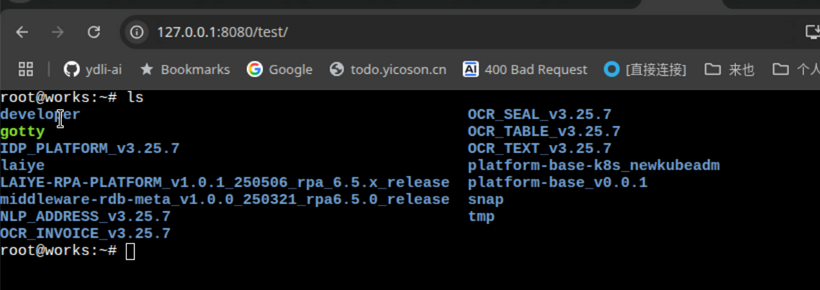 127.0.0.1:8080/test/
ydli-ai Bookmarks Google todo.yicoson.cn AI 400 Bad Request [直接连接] 来也 个人
root@works:~# ls
developer OCR_SEAL_v3.25.7
gotty OCR_TABLE_v3.25.7
IDP_PLATFORM_v3.25.7 OCR_TEXT_v3.25.7
laiye platform-base-k8s_newkubeadm
LAIYE-RPA-PLATFORM_v1.0.1_250506_rpa_6.5.x_release platform-base_v0.0.1
middleware-rdb-meta_v1.0.0_250321_rpa6.5.0_release snap
NLP_ADDRESS_v3.25.7 tmp
OCR_INVOICE_v3.25.7
root@works:~#